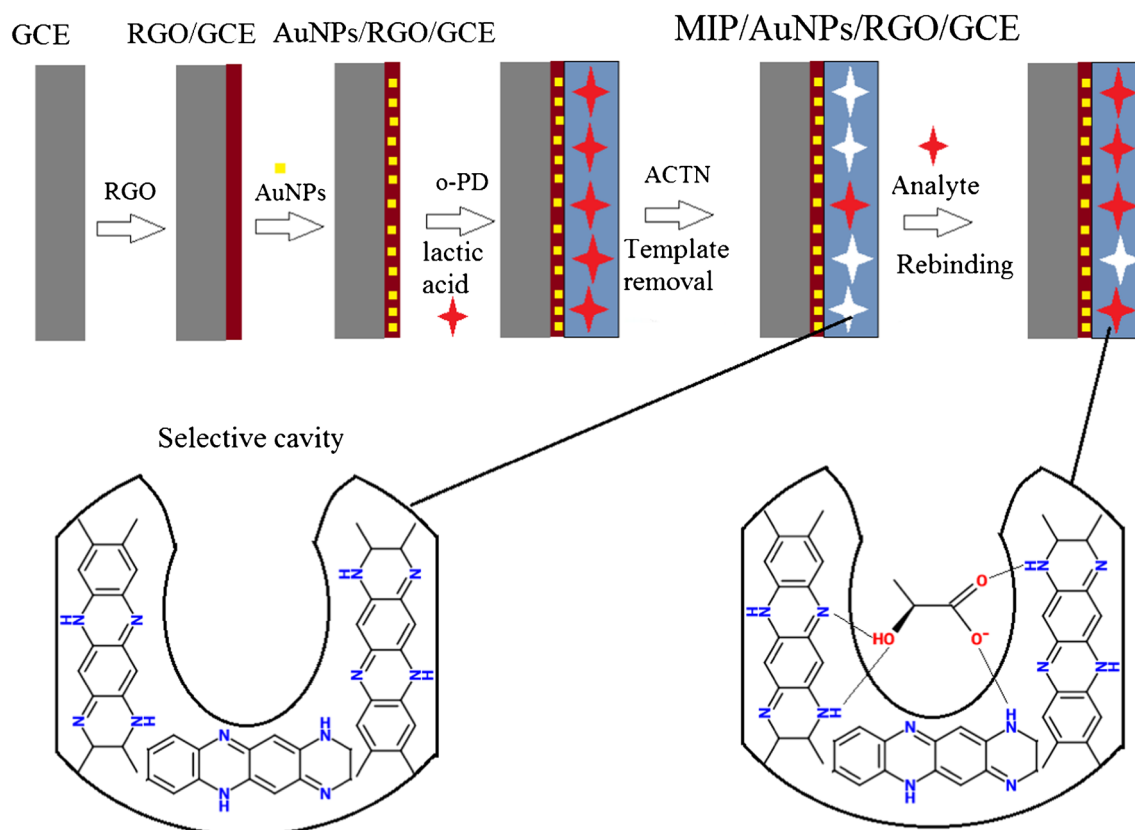 GCE
RGO/GCE
AuNPs/RGO/GCE
MIP/AuNPs/RGO/GCE
RGO
AuNPs
o-PD
lactic
acid
ACTN
Template
removal
Analyte
Rebinding
Selective cavity
H
N
N
N
N
H
N
H
N
N
H
N
N
N
H
N
N
H
N
H
N
N
N
N
H
O
HO
O⁻
H
N
N
N
N
H
N
H
N
N
H
N